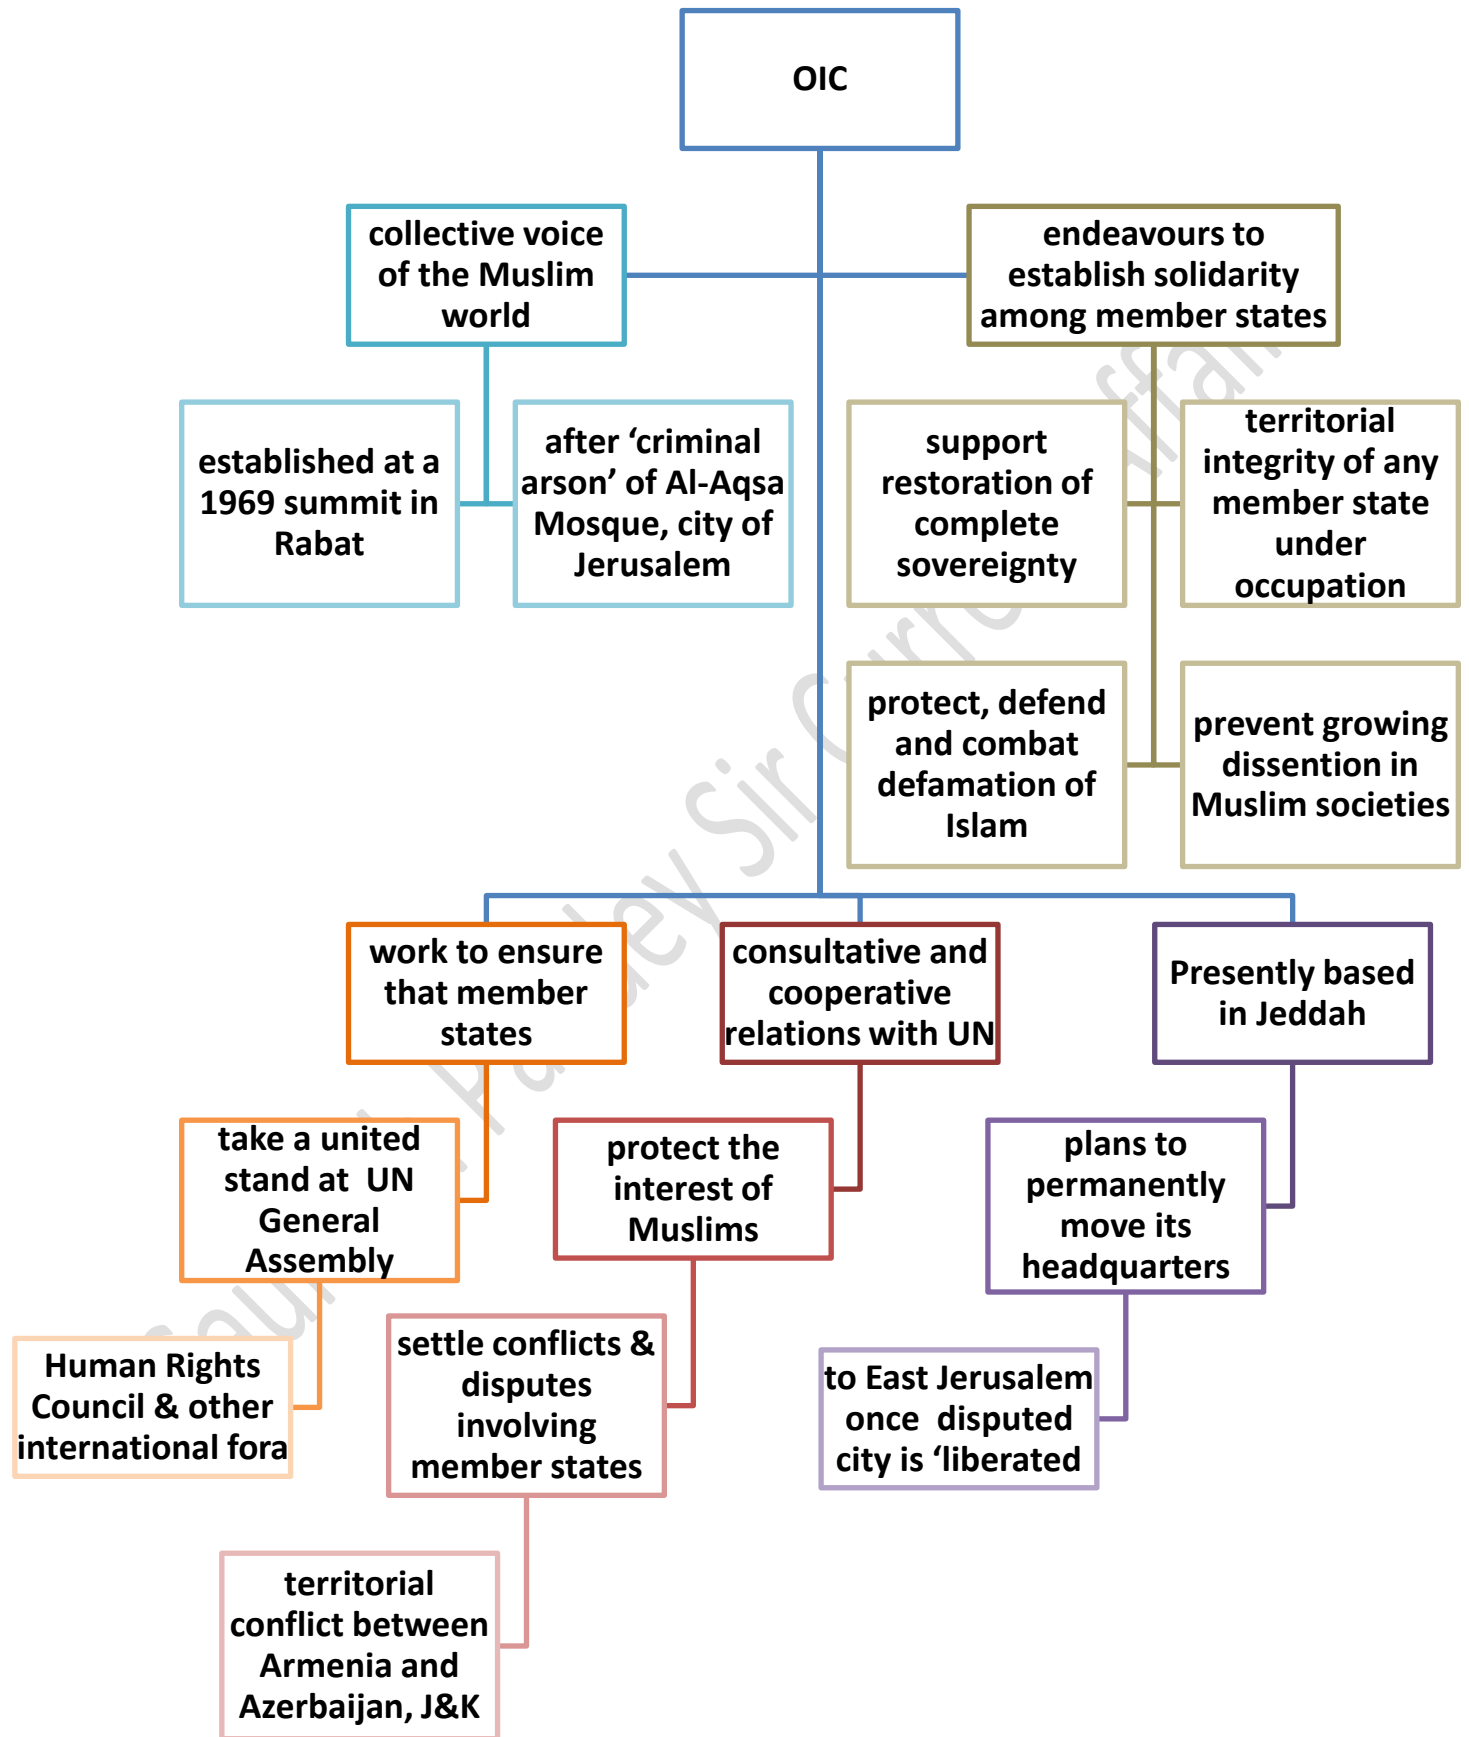 OIC
collective voice
of the Muslim
world
endeavours to
establish solidarity
among member states
established at a
1969 summit in
Rabat
after ‘criminal
arson’ of Al-Aqsa
Mosque, city of
Jerusalem
support
restoration of
complete
sovereignty
territorial
integrity of any
member state
under
occupation
protect, defend
and combat
defamation of
Islam
prevent growing
dissention in
Muslim societies
work to ensure
that member
states
consultative and
cooperative
relations with UN
Presently based
in Jeddah
take a united
stand at UN
General
Assembly
protect the
interest of
Muslims
plans to
permanently
move its
headquarters
Human Rights
Council & other
international fora
settle conflicts &
disputes
involving
member states
to East Jerusalem
once disputed
city is ‘liberated
territorial
conflict between
Armenia and
Azerbaijan, J&K